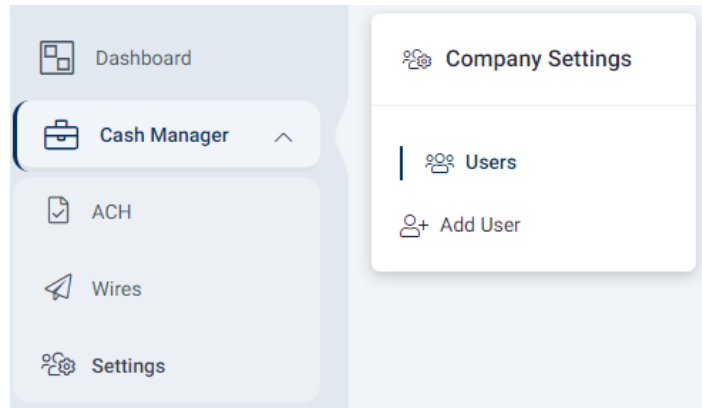 Dashboard
Cash Manager
ACH
Wires
Settings
Company Settings
Users
Add User